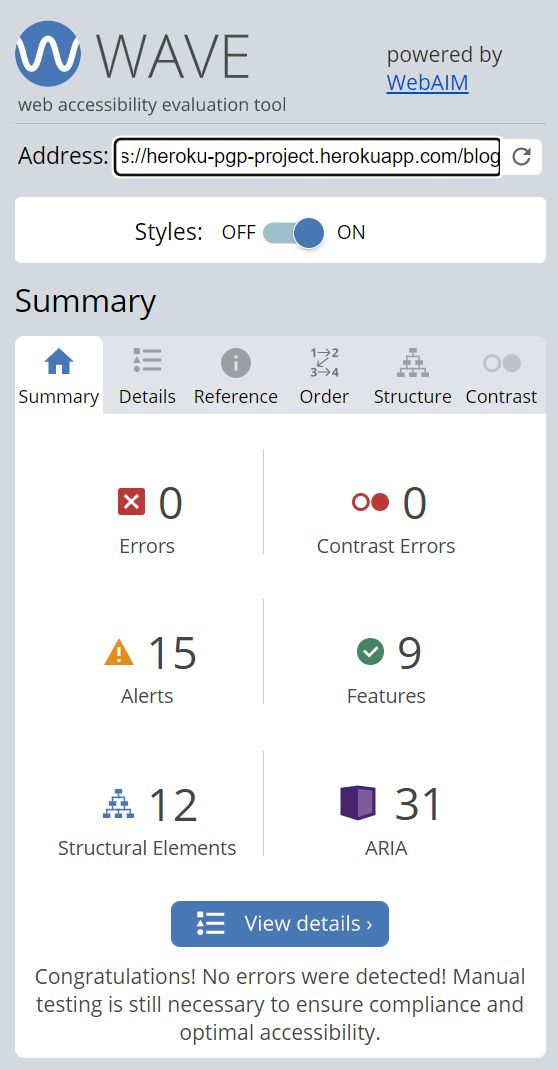 WAVE
web accessibility evaluation tool
powered by
WebAIM
Address: s://heroku-pgp-project.herokuapp.com/blog
Styles: OFF ON
Summary
Summary Details Reference Order Structure Contrast
1→2
3→4
0 0
Errors Contrast Errors
15 9
Alerts Features
12 31
Structural Elements ARIA
View details ›
Congratulations! No errors were detected! Manual
testing is still necessary to ensure compliance and
optimal accessibility.